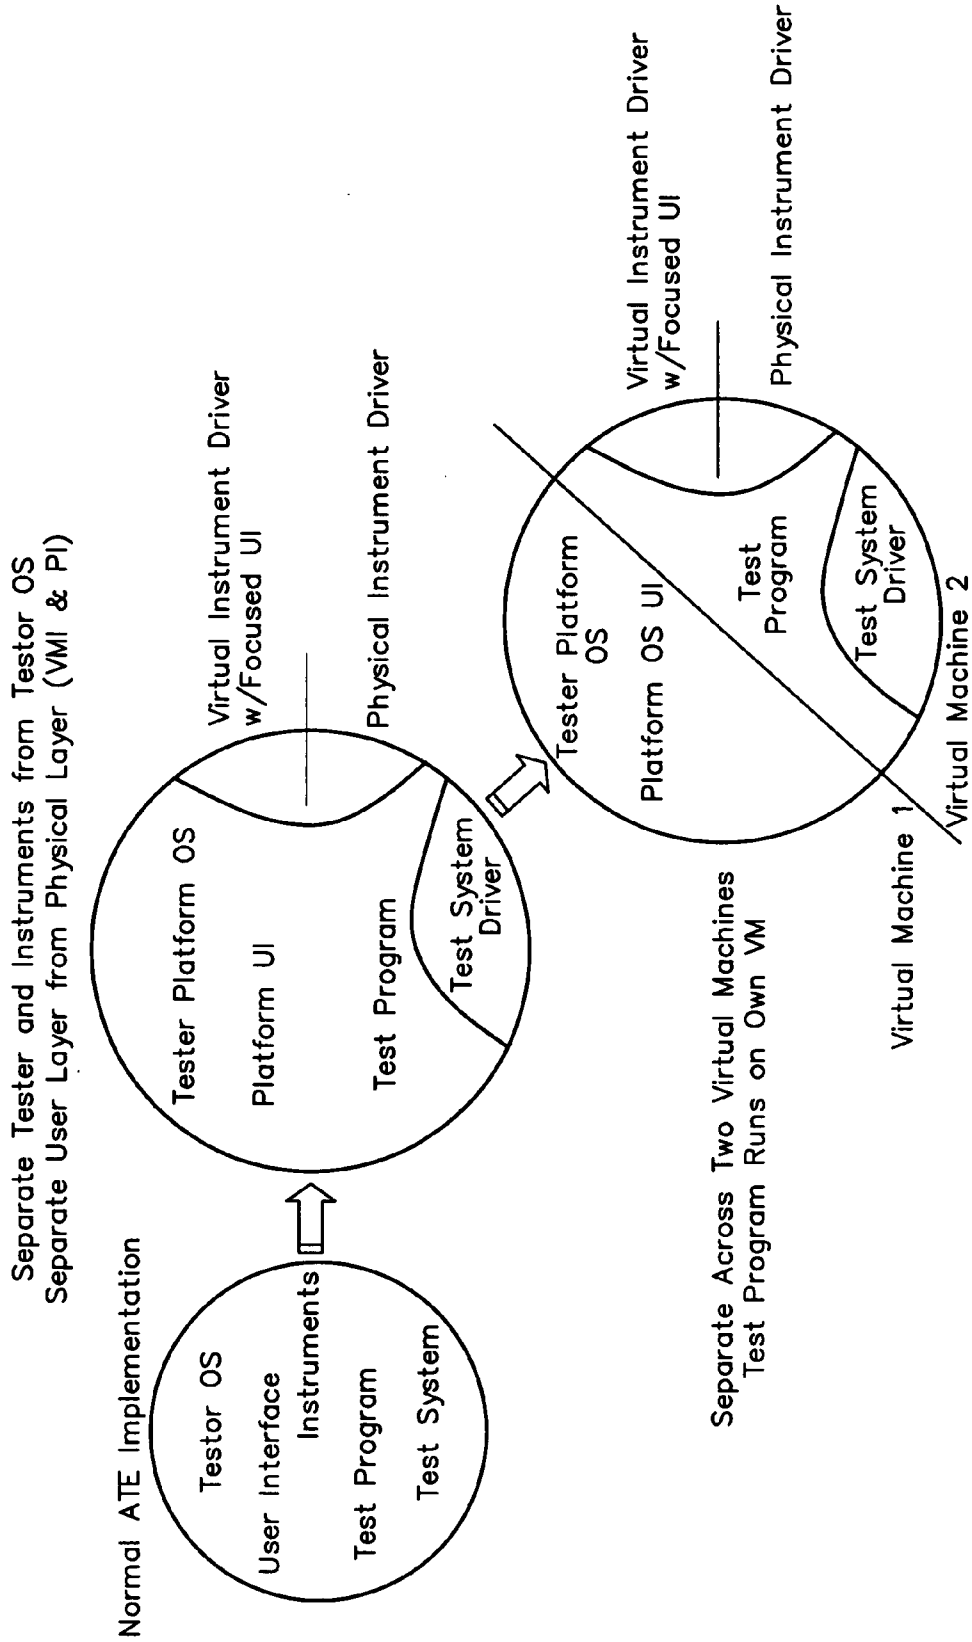 Separate Tester and Instruments from Testor OS
Separate User Layer from Physical Layer (VMI & PI)
Normal ATE Implementation
Testor OS
User Interface
Instruments
Test Program
Test System
Tester Platform OS
Platform UI
Test Program
Test System
Driver
Virtual Instrument Driver
w/Focused UI
Physical Instrument Driver
Separate Across Two Virtual Machines
Test Program Runs on Own VM
Tester Platform
OS
Platform OS UI
Test
Program
Test System
Driver
Virtual Instrument Driver
w/Focused UI
Physical Instrument Driver
Virtual Machine 1
Virtual Machine 2